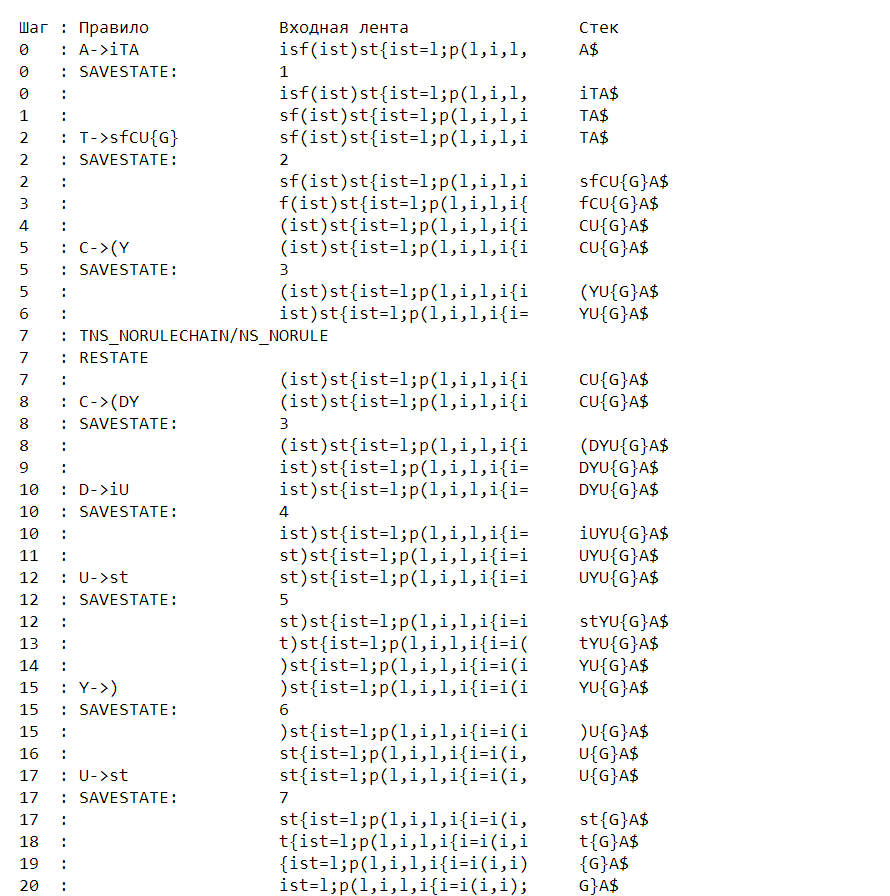 Шаг : Правило Входная лента Стек
0 : A->iTA isf(ist)st{ist=l;p(l,i,l, A$
0 : SAVESTATE: 1
0 : isf(ist)st{ist=l;p(l,i,l, iTA$
1 : sf(ist)st{ist=l;p(l,i,l,i TA$
2 : T->sfCU{G} sf(ist)st{ist=l;p(l,i,l,i TA$
2 : SAVESTATE: 2
2 : sf(ist)st{ist=l;p(l,i,l,i sfCU{G}A$
3 : f(ist)st{ist=l;p(l,i,l,i{ fCU{G}A$
4 : (ist)st{ist=l;p(l,i,l,i{i CU{G}A$
5 : C->(Y (ist)st{ist=l;p(l,i,l,i{i CU{G}A$
5 : SAVESTATE: 3
5 : (ist)st{ist=l;p(l,i,l,i{i (YU{G}A$
6 : ist)st{ist=l;p(l,i,l,i{i= YU{G}A$
7 : TNS_NORULECHAIN/NS_NORULE
7 : RESTATE
7 : (ist)st{ist=l;p(l,i,l,i{i CU{G}A$
8 : C->(DY (ist)st{ist=l;p(l,i,l,i{i CU{G}A$
8 : SAVESTATE: 3
8 : (ist)st{ist=l;p(l,i,l,i{i (DYU{G}A$
9 : ist)st{ist=l;p(l,i,l,i{i= DYU{G}A$
10 : D->iU ist)st{ist=l;p(l,i,l,i{i= DYU{G}A$
10 : SAVESTATE: 4
10 : ist)st{ist=l;p(l,i,l,i{i= iUYU{G}A$
11 : st)st{ist=l;p(l,i,l,i{i=i UYU{G}A$
12 : U->st st)st{ist=l;p(l,i,l,i{i=i UYU{G}A$
12 : SAVESTATE: 5
12 : st)st{ist=l;p(l,i,l,i{i=i stYU{G}A$
13 : t)st{ist=l;p(l,i,l,i{i=i( tYU{G}A$
14 : )st{ist=l;p(l,i,l,i{i=i(i YU{G}A$
15 : Y->) )st{ist=l;p(l,i,l,i{i=i(i YU{G}A$
15 : SAVESTATE: 6
15 : )st{ist=l;p(l,i,l,i{i=i(i )U{G}A$
16 : st{ist=l;p(l,i,l,i{i=i(i, U{G}A$
17 : U->st st{ist=l;p(l,i,l,i{i=i(i, U{G}A$
17 : SAVESTATE: 7
17 : st{ist=l;p(l,i,l,i{i=i(i, st{G}A$
18 : t{ist=l;p(l,i,l,i{i=i(i,i t{G}A$
19 : {ist=l;p(l,i,l,i{i=i(i,i) {G}A$
20 : ist=l;p(l,i,l,i{i=i(i,i); G}A$